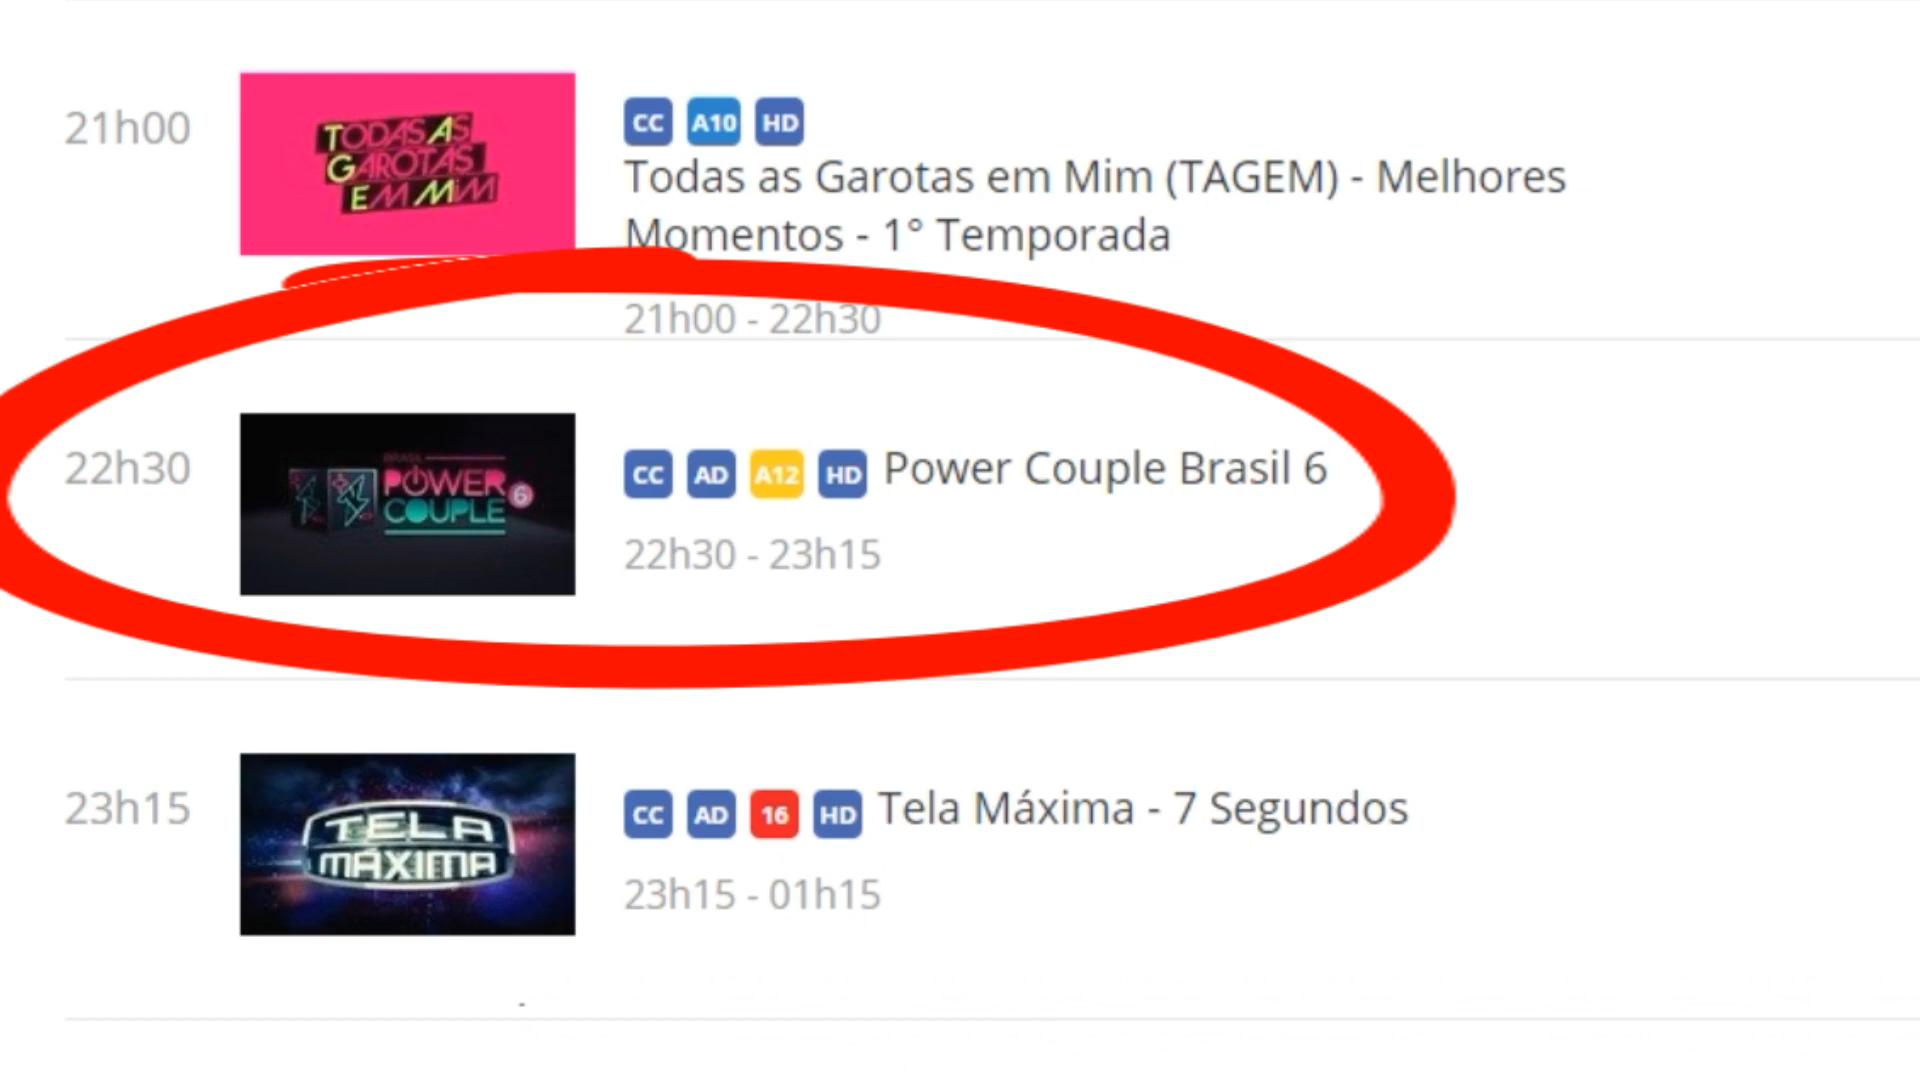 21h00
TODAS AS
GAROTAS
EM MIM
CC A10 HD
Todas as Garotas em Mim (TAGEM) - Melhores
Momentos - 1° Temporada
21h00 - 22h30
22h30
BRASIL
POWER
COUPLE
6
CC AD A12 HD Power Couple Brasil 6
22h30 - 23h15
23h15
TELA
MÁXIMA
CC AD 16 HD Tela Máxima - 7 Segundos
23h15 - 01h15